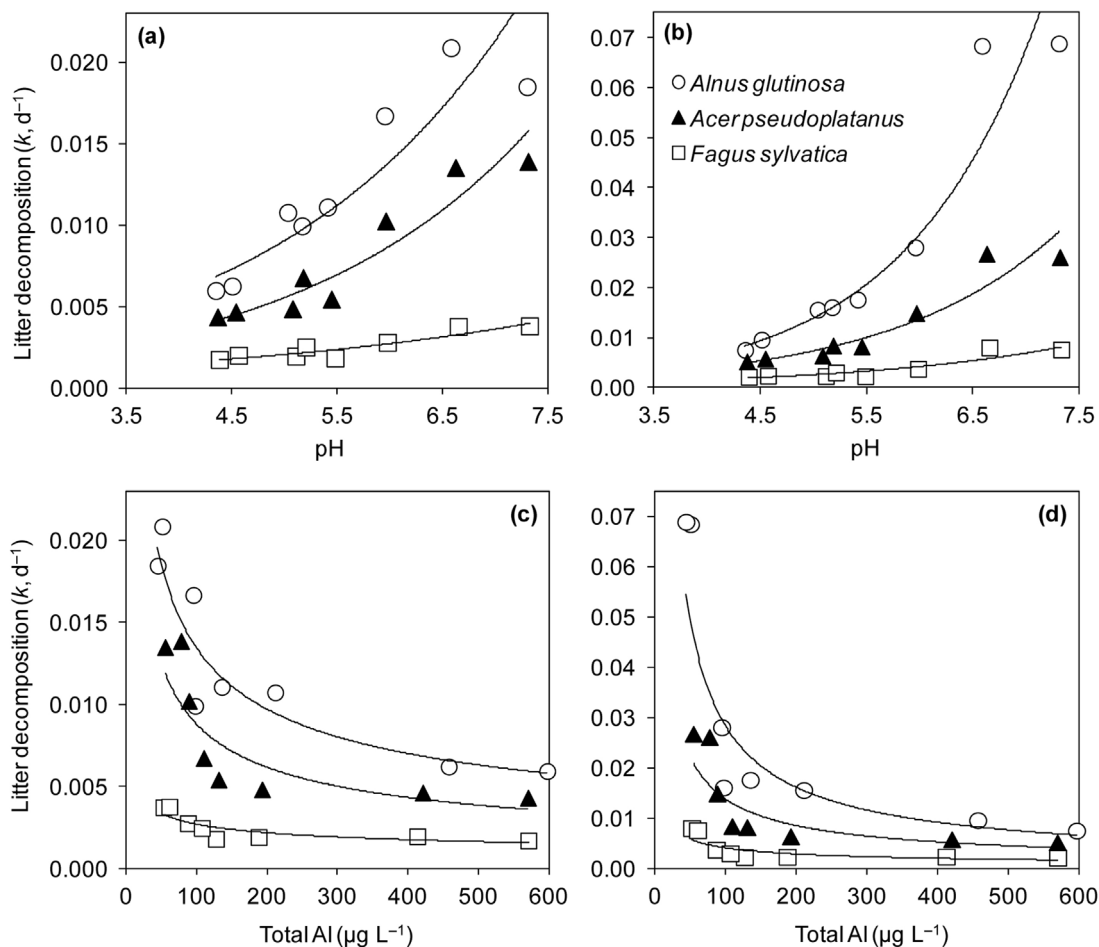 (a)
Litter decomposition (k, d⁻¹)
0.020
0.015
0.010
0.005
0.000
3.5 4.5 5.5 6.5 7.5
pH
(b)
Alnus glutinosa
Acer pseudoplatanus
Fagus sylvatica
0.07
0.06
0.05
0.04
0.03
0.02
0.01
0.00
3.5 4.5 5.5 6.5 7.5
pH
(c)
Litter decomposition (k, d⁻¹)
0.020
0.015
0.010
0.005
0.000
0 100 200 300 400 500 600
Total Al (µg L⁻¹)
(d)
0.07
0.06
0.05
0.04
0.03
0.02
0.01
0.00
0 100 200 300 400 500 600
Total Al (µg L⁻¹)